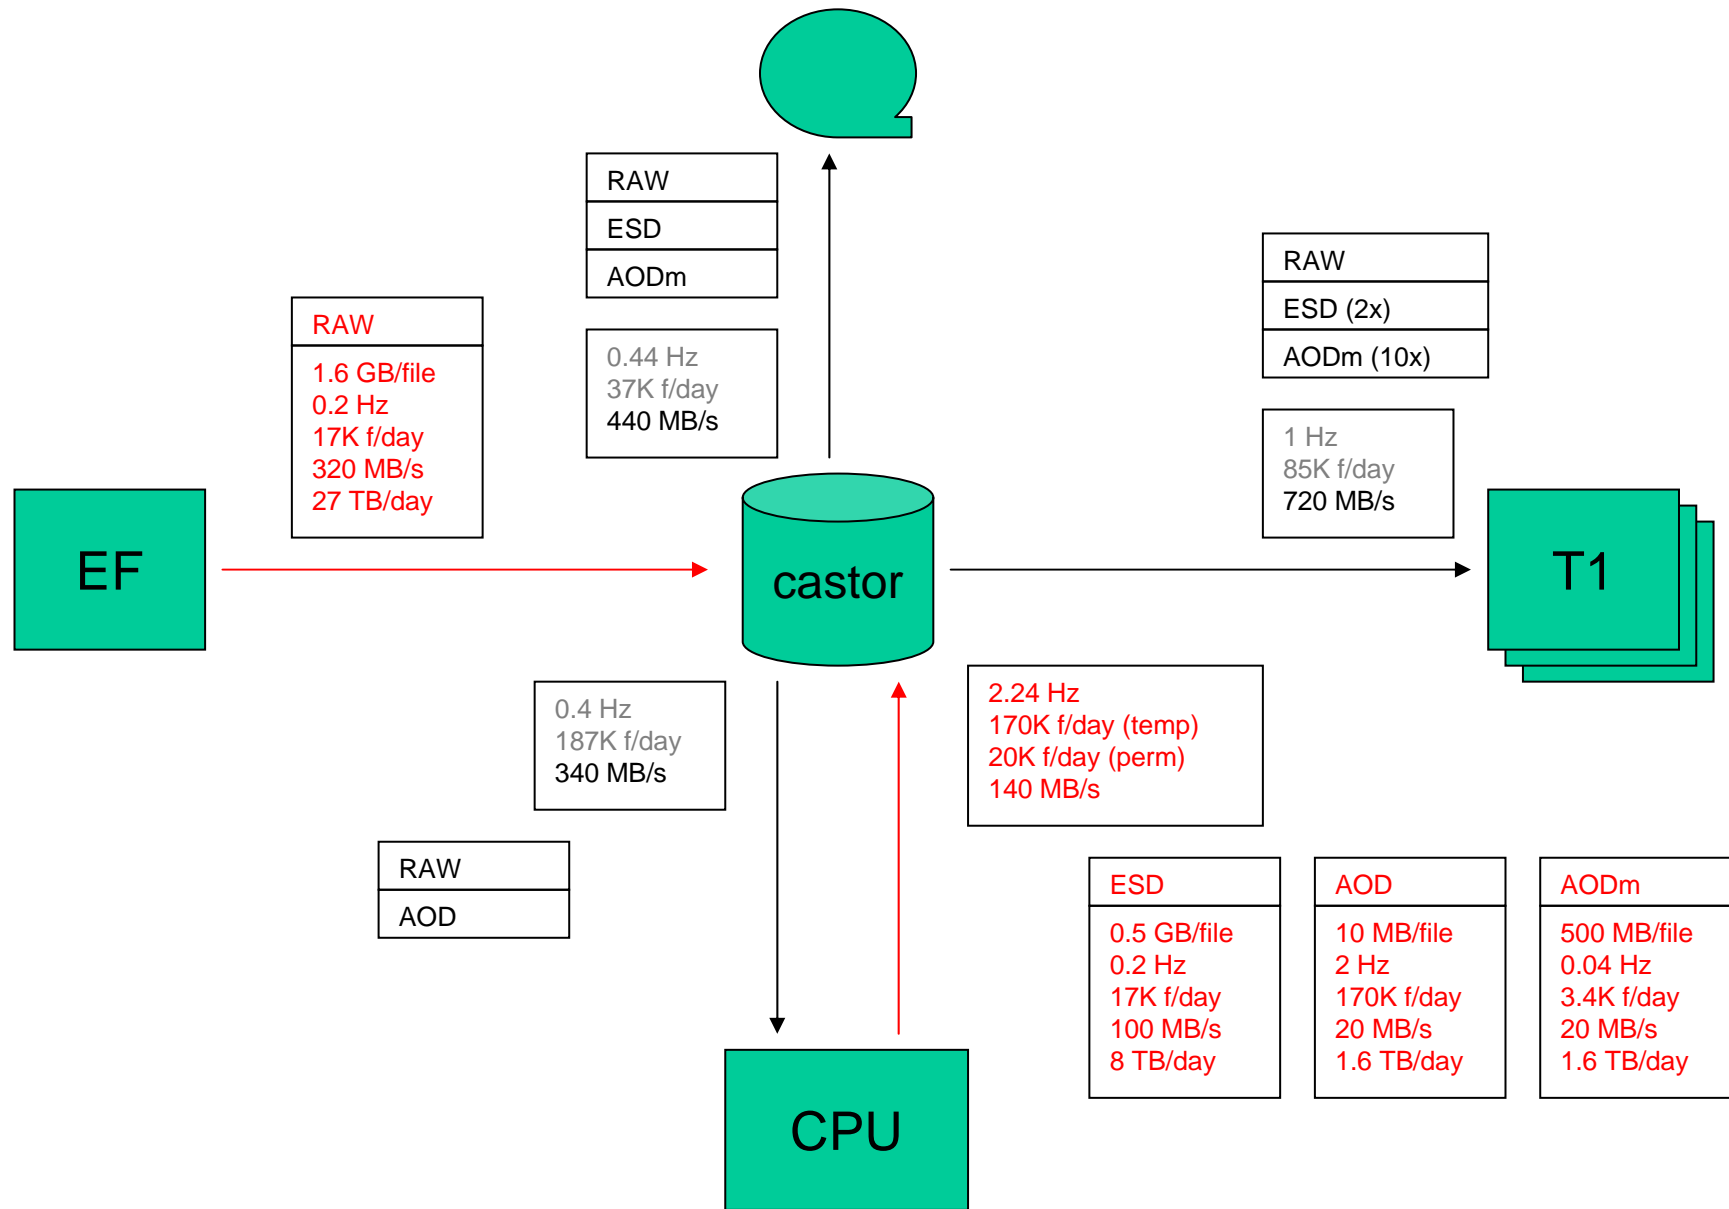 RAW
ESD
AODm
0.44 Hz
37K f/day
440 MB/s
RAW
ESD (2x)
AODm (10x)
1 Hz
85K f/day
720 MB/s
RAW
1.6 GB/file
0.2 Hz
17K f/day
320 MB/s
27 TB/day
EF
castor
T1
0.4 Hz
187K f/day
340 MB/s
RAW
AOD
2.24 Hz
170K f/day (temp)
20K f/day (perm)
140 MB/s
ESD
0.5 GB/file
0.2 Hz
17K f/day
100 MB/s
8 TB/day
AOD
10 MB/file
2 Hz
170K f/day
20 MB/s
1.6 TB/day
AODm
500 MB/file
0.04 Hz
3.4K f/day
20 MB/s
1.6 TB/day
CPU